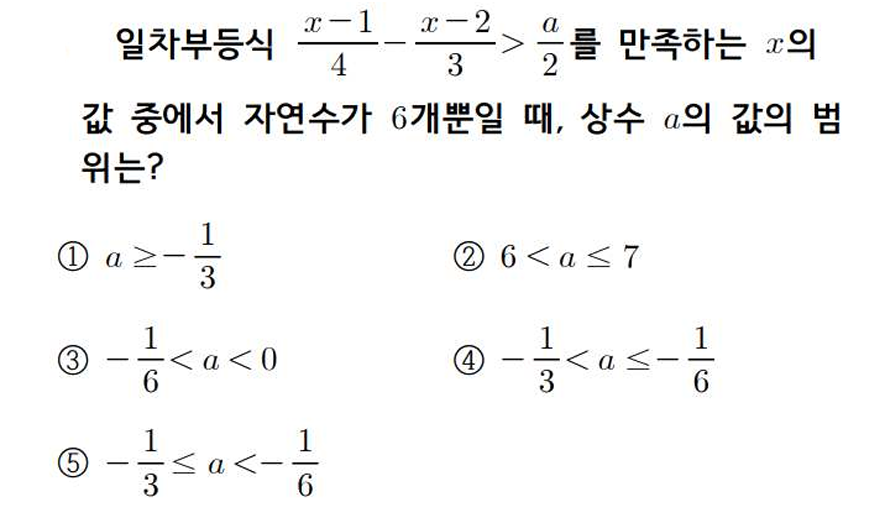 일차부등식 $\frac{x-1}{4} - \frac{x-2}{3} > \frac{a}{2}$를 만족하는 $x$의
값 중에서 자연수가 6개뿐일 때, 상수 $a$의 값의 범
위는?
① $a \geq -\frac{1}{3}$ ② $6 < a \leq 7$
③ $-\frac{1}{6} < a < 0$ ④ $-\frac{1}{3} < a \leq -\frac{1}{6}$
⑤ $-\frac{1}{3} \leq a < -\frac{1}{6}$